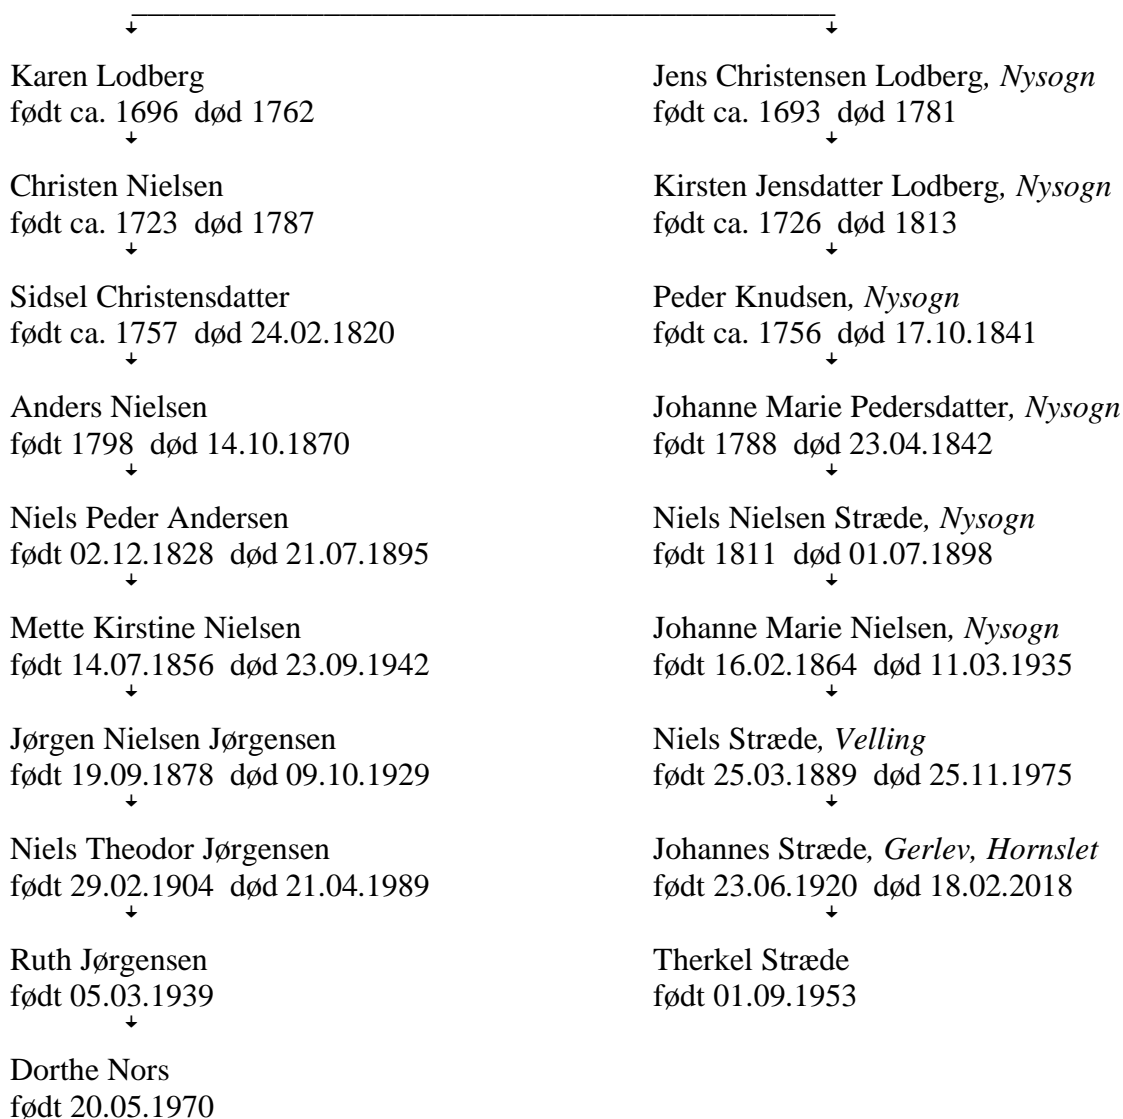 Karen Lodberg
født ca. 1696 død 1762
Christen Nielsen
født ca. 1723 død 1787
Sidsel Christensdatter
født ca. 1757 død 24.02.1820
Anders Nielsen
født 1798 død 14.10.1870
Niels Peder Andersen
født 02.12.1828 død 21.07.1895
Mette Kirstine Nielsen
født 14.07.1856 død 23.09.1942
Jørgen Nielsen Jørgensen
født 19.09.1878 død 09.10.1929
Niels Theodor Jørgensen
født 29.02.1904 død 21.04.1989
Ruth Jørgensen
født 05.03.1939
Dorthe Nors
født 20.05.1970
Jens Christensen Lodberg, Nysogn
født ca. 1693 død 1781
Kirsten Jensdatter Lodberg, Nysogn
født ca. 1726 død 1813
Peder Knudsen, Nysogn
født ca. 1756 død 17.10.1841
Johanne Marie Pedersdatter, Nysogn
født 1788 død 23.04.1842
Niels Nielsen Stræde, Nysogn
født 1811 død 01.07.1898
Johanne Marie Nielsen, Nysogn
født 16.02.1864 død 11.03.1935
Niels Stræde, Velling
født 25.03.1889 død 25.11.1975
Johannes Stræde, Gerlev, Hornslet
født 23.06.1920 død 18.02.2018
Therkel Stræde
født 01.09.1953